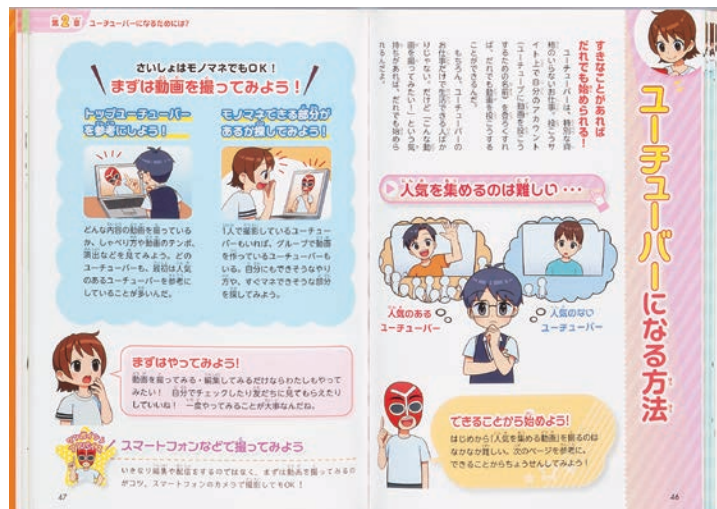 ユーチューバーになる方法
すきなことがあれば
だれでも始められる!
ユーチューバーは、特別な資
格のいらないお仕事。投こうサ
イト上で自分のアカウント
(ユーチューブに動画を投こう
するための名前)を登ろくすれ
ば、だれでも動画を投こうする
ことができるんだ。
もちろん、ユーチューバーの
お仕事だけで生活できる人ばか
りじゃない。だけど「こんな動
画を撮ってみたい!」という気
持ちがあれば、だれでも始めら
れるんだよ。
人気を集めるのは難しい…
人気のある
ユーチューバー
人気のない
ユーチューバー
できることから始めよう!
はじめから「人気を集める動画」を撮るのは
なかなか難しい。次のページを参考に、
できることからちょうせんしてみよう!
46
第2章 ユーチューバーになるためには?
さいしょはモノマネでもOK!
まずは動画を撮ってみよう!
トップユーチューバー
を参考にしよう!
どんな内容の動画を撮っている
か、しゃべり方や動画のテンポ、
演出などを見てみよう。どの
ユーチューバーも、最初は人気
のあるユーチューバーを参考に
していることが多いんだ。
モノマネできる部分が
あるか探してみよう!
1人で撮影しているユーチュー
バーもいれば、グループで動画
を作っているユーチューバーも
いる。自分にもできそうなやり
方や、すぐマネできそうな部分
を探してみよう。
まずはやってみよう!
動画を撮ってみる・編集してみるだけならわたしもやって
みたい! 自分でチェックしたり友だちに見てもらえたり
していいね! 一度やってみることが大事なんだね。
スマートフォンなどで撮ってみよう
いきなり編集や配信をするのではなく、まずは動画を撮ってみるの
がコツ。スマートフォンのカメラで撮影してもOK!
47